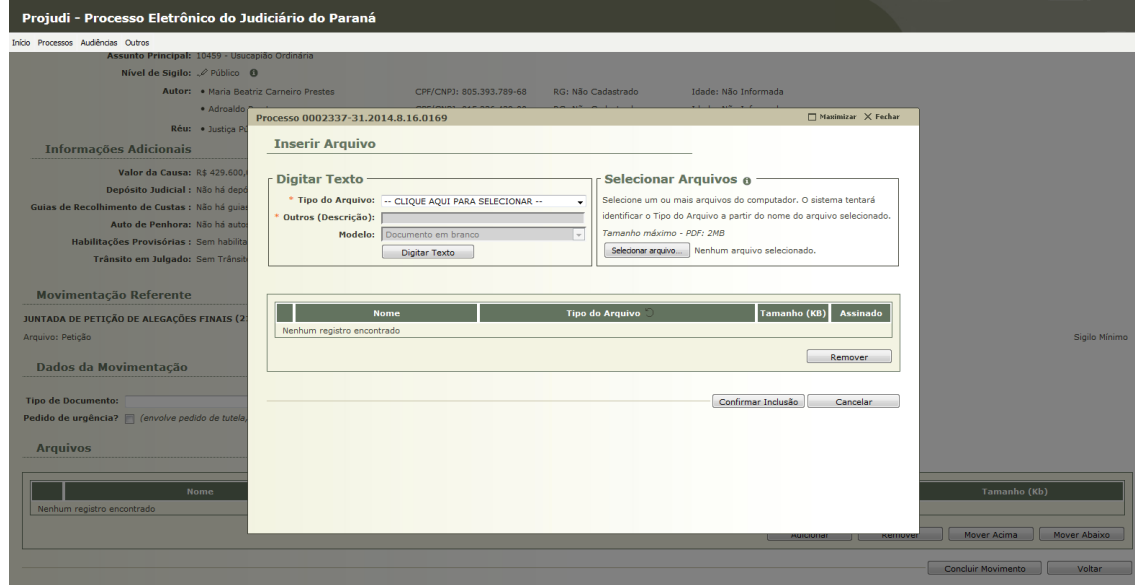 Projudi - Processo Eletrônico do Judiciário do Paraná
Início Processos Audiências Outros
Assunto Principal: 10459 - Usucapião Ordinária
Nível de Sigilo: Público
Autor: • Maria Beatriz Carneiro Prestes CPF/CNPJ: 805.393.789-68 RG: Não Cadastrado Idade: Não Informada
• Adroaldo
Réu: • Justiça Pú
Informações Adicionais
Valor da Causa: R$ 429.600,
Depósito Judicial : Não há depó
Guias de Recolhimento de Custas : Não há guias
Auto de Penhora: Não há autos
Habilitações Provisórias : Sem habilita
Trânsito em Julgado: Sem Trânsit
Movimentação Referente
JUNTADA DE PETIÇÃO DE ALEGAÇÕES FINAIS (2
Arquivo: Petição Sigilo Mínimo
Dados da Movimentação
Tipo de Documento:
Pedido de urgência? (envolve pedido de tutela,
Arquivos
Nome Tamanho (Kb)
Nenhum registro encontrado
Adicionar Remover Mover Acima Mover Abaixo
Concluir Movimento Voltar
Processo 0002337-31.2014.8.16.0169 Maximizar Fechar
Inserir Arquivo
Digitar Texto
* Tipo do Arquivo: -- CLIQUE AQUI PARA SELECIONAR --
* Outros (Descrição):
Modelo: Documento em branco
Digitar Texto
Selecionar Arquivos
Selecione um ou mais arquivos do computador. O sistema tentará
identificar o Tipo do Arquivo a partir do nome do arquivo selecionado.
Tamanho máximo - PDF: 2MB
Selecionar arquivo... Nenhum arquivo selecionado.
Nome Tipo do Arquivo Tamanho (KB) Assinado
Nenhum registro encontrado
Remover
Confirmar Inclusão Cancelar